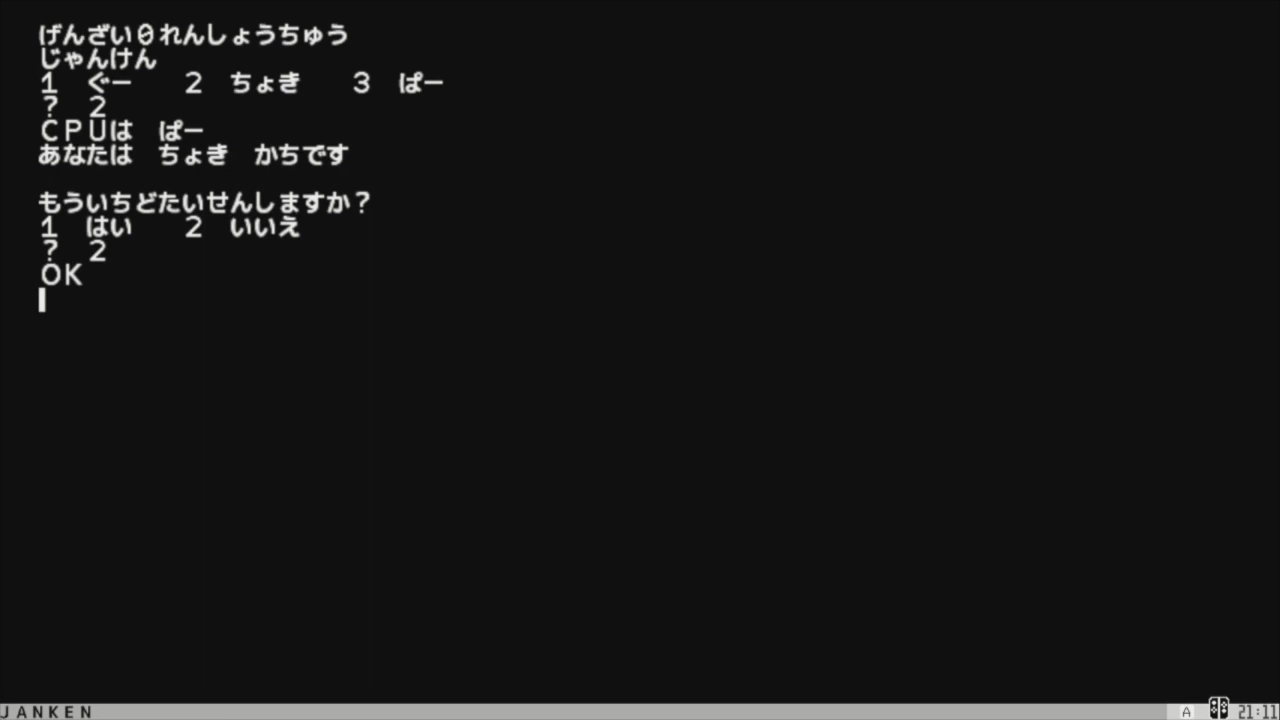 げんざい0れんしょうちゅう
じゃんけん
1　ぐー　　2　ちょき　　3　ぱー
?　2
CPUは　ぱー
あなたは　ちょき　かちです
もういちどたいせんしますか?
1　はい　　2　いいえ
?　2
OK
JANKEN
A
21:11